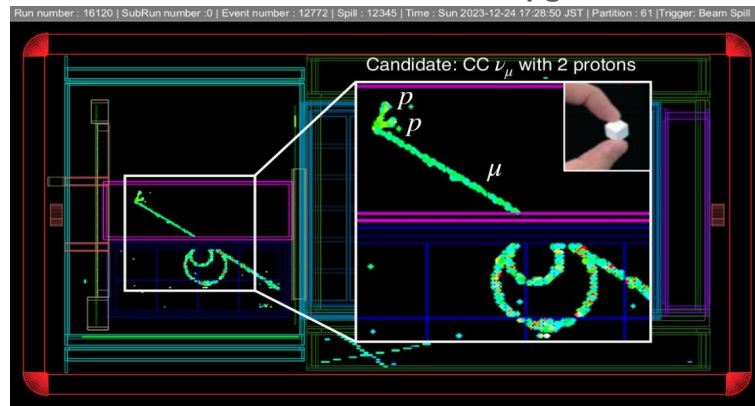 Run number : 16120 | SubRun number :0 | Event number : 12772 | Spill : 12345 | Time : Sun 2023-12-24 17:28:50 JST | Partition : 61 |Trigger: Beam Spill
Candidate: CC νμ with 2 protons
p
p
μ